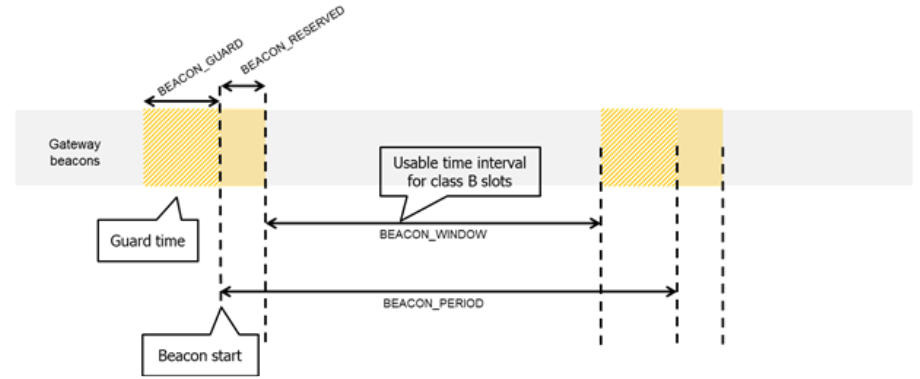 BEACON_GUARD
BEACON_RESERVED
Gateway
beacons
Usable time interval
for class B slots
Guard time
BEACON_WINDOW
BEACON_PERIOD
Beacon start